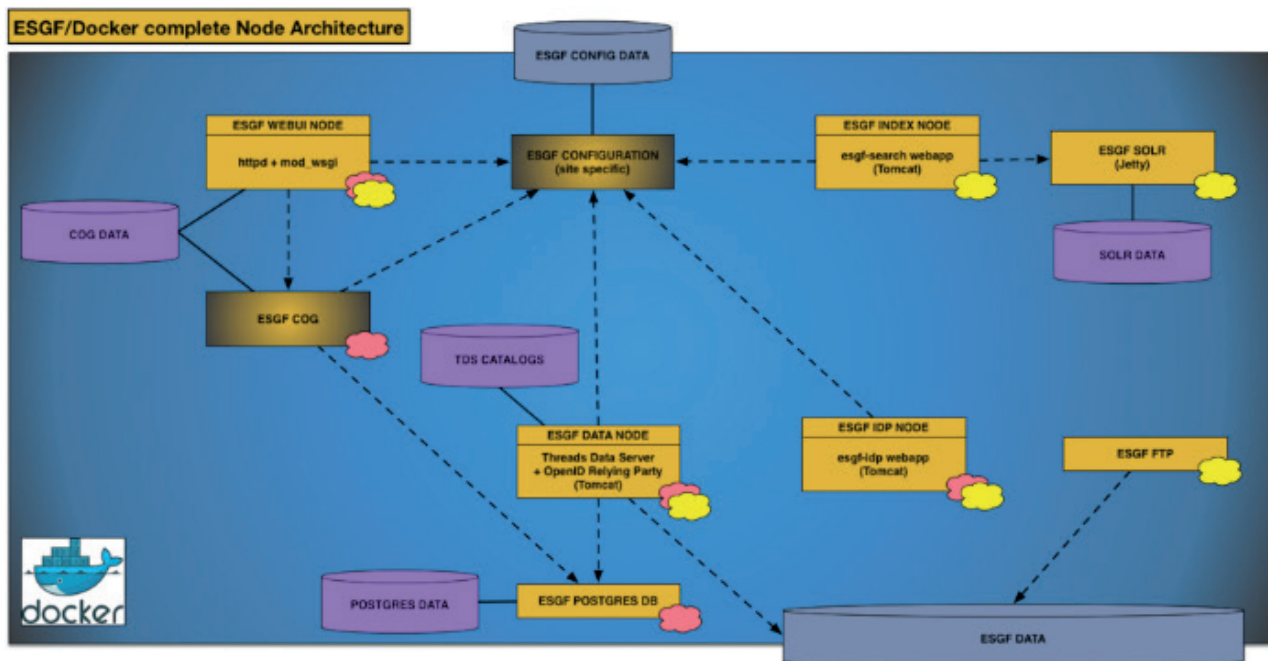 ESGF/Docker complete Node Architecture
ESGF CONFIG DATA
ESGF WEBUI NODE
httpd + mod_wsgi
ESGF CONFIGURATION
(site specific)
ESGF INDEX NODE
esgf-search webapp
(Tomcat)
ESGF SOLR
(Jetty)
COG DATA
SOLR DATA
ESGF COG
TDS CATALOGS
ESGF DATA NODE
Threads Data Server
+ OpenID Relying Party
(Tomcat)
ESGF IDP NODE
esgf-idp webapp
(Tomcat)
ESGF FTP
docker
POSTGRES DATA
ESGF POSTGRES DB
ESGF DATA